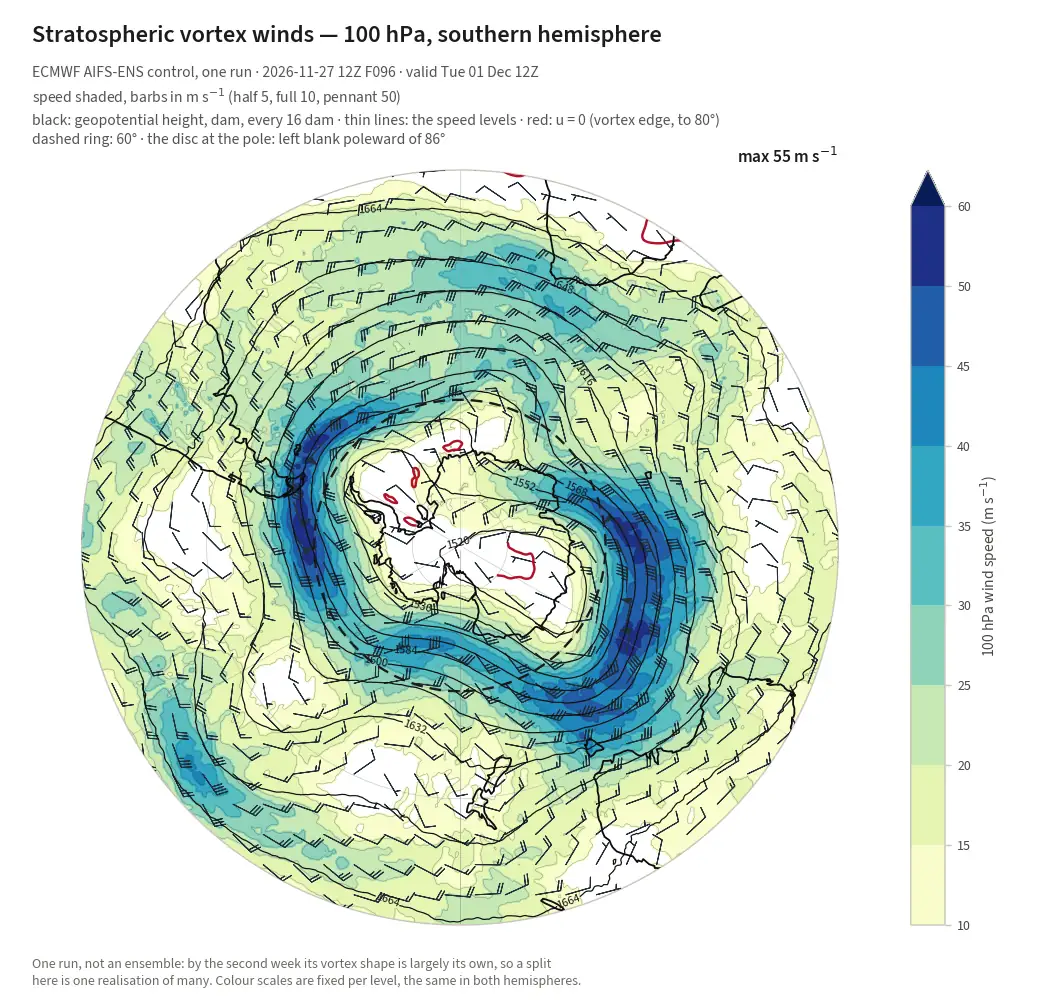 Stratospheric vortex winds — 100 hPa, southern hemisphere
ECMWF AIFS-ENS control, one run · 2026-11-27 12Z F096 · valid Tue 01 Dec 12Z
speed shaded, barbs in m s⁻¹ (half 5, full 10, pennant 50)
black: geopotential height, dam, every 16 dam · thin lines: the speed levels · red: u = 0 (vortex edge, to 80°)
dashed ring: 60° · the disc at the pole: left blank poleward of 86°
max 55 m s⁻¹
1664
1648
1616
1552
1568
1520
1536
1584
1600
1632
1664
1664
60
50
45
40
35
30
25
20
15
10
100 hPa wind speed (m s⁻¹)
One run, not an ensemble: by the second week its vortex shape is largely its own, so a split
here is one realisation of many. Colour scales are fixed per level, the same in both hemispheres.